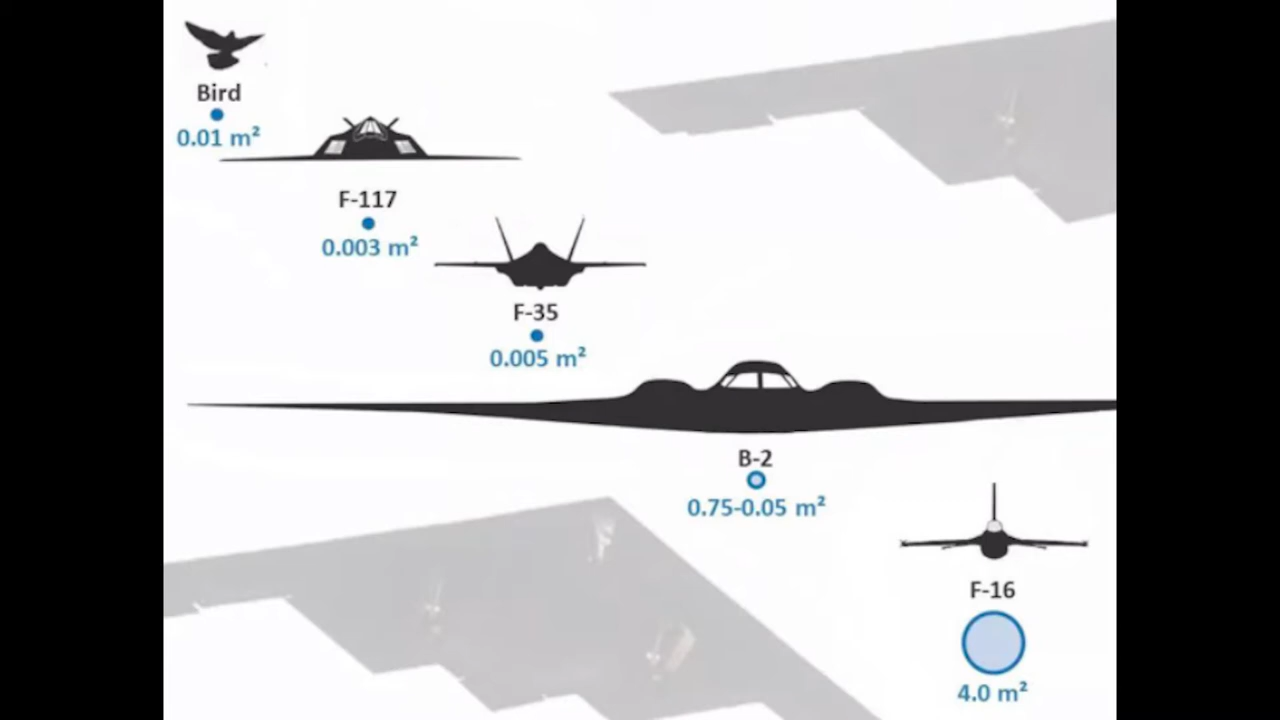 Bird
0.01 m²
F-117
0.003 m²
F-35
0.005 m²
B-2
0.75-0.05 m²
F-16
4.0 m²